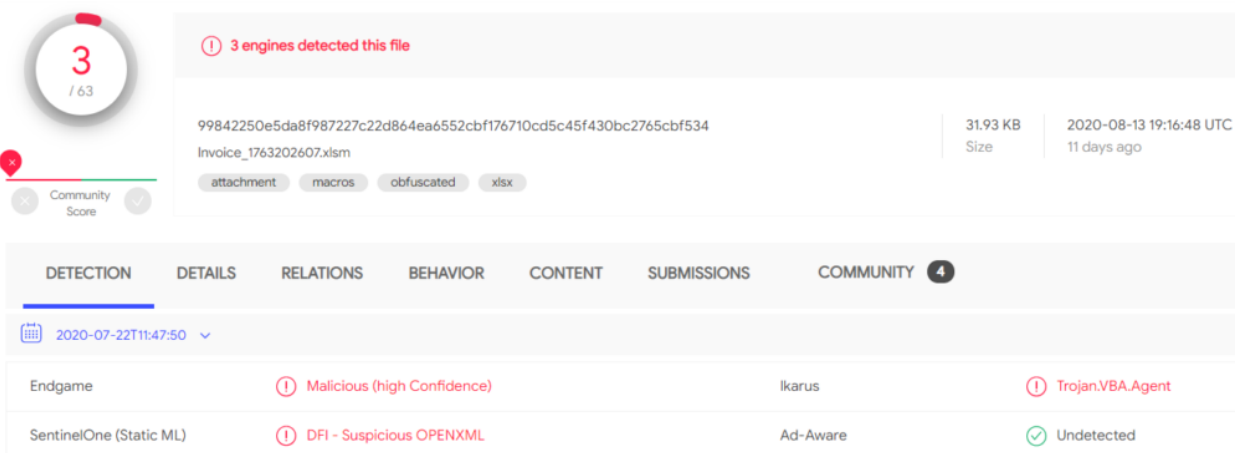 3
/ 63
3 engines detected this file
99842250e5da8f987227c22d864ea6552cbf176710cd5c45f430bc2765cbf534
Invoice_1763202607.xlsm
attachment macros obfuscated xlsx
31.93 KB
Size
2020-08-13 19:16:48 UTC
11 days ago
Community
Score
DETECTION DETAILS RELATIONS BEHAVIOR CONTENT SUBMISSIONS COMMUNITY 4
2020-07-22T11:47:50
Endgame Malicious (high Confidence) Ikarus Trojan.VBA.Agent
SentinelOne (Static ML) DFI - Suspicious OPENXML Ad-Aware Undetected